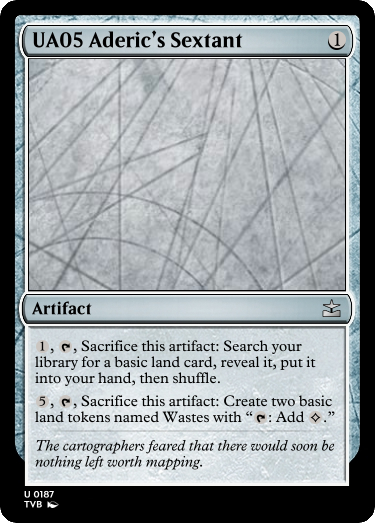 UA05 Aderic's Sextant 1
Artifact
1, , Sacrifice this artifact: Search your
library for a basic land card, reveal it, put it
into your hand, then shuffle.
5, , Sacrifice this artifact: Create two basic
land tokens named Wastes with “: Add .”
The cartographers feared that there would soon be
nothing left worth mapping.
U 0187
TVB